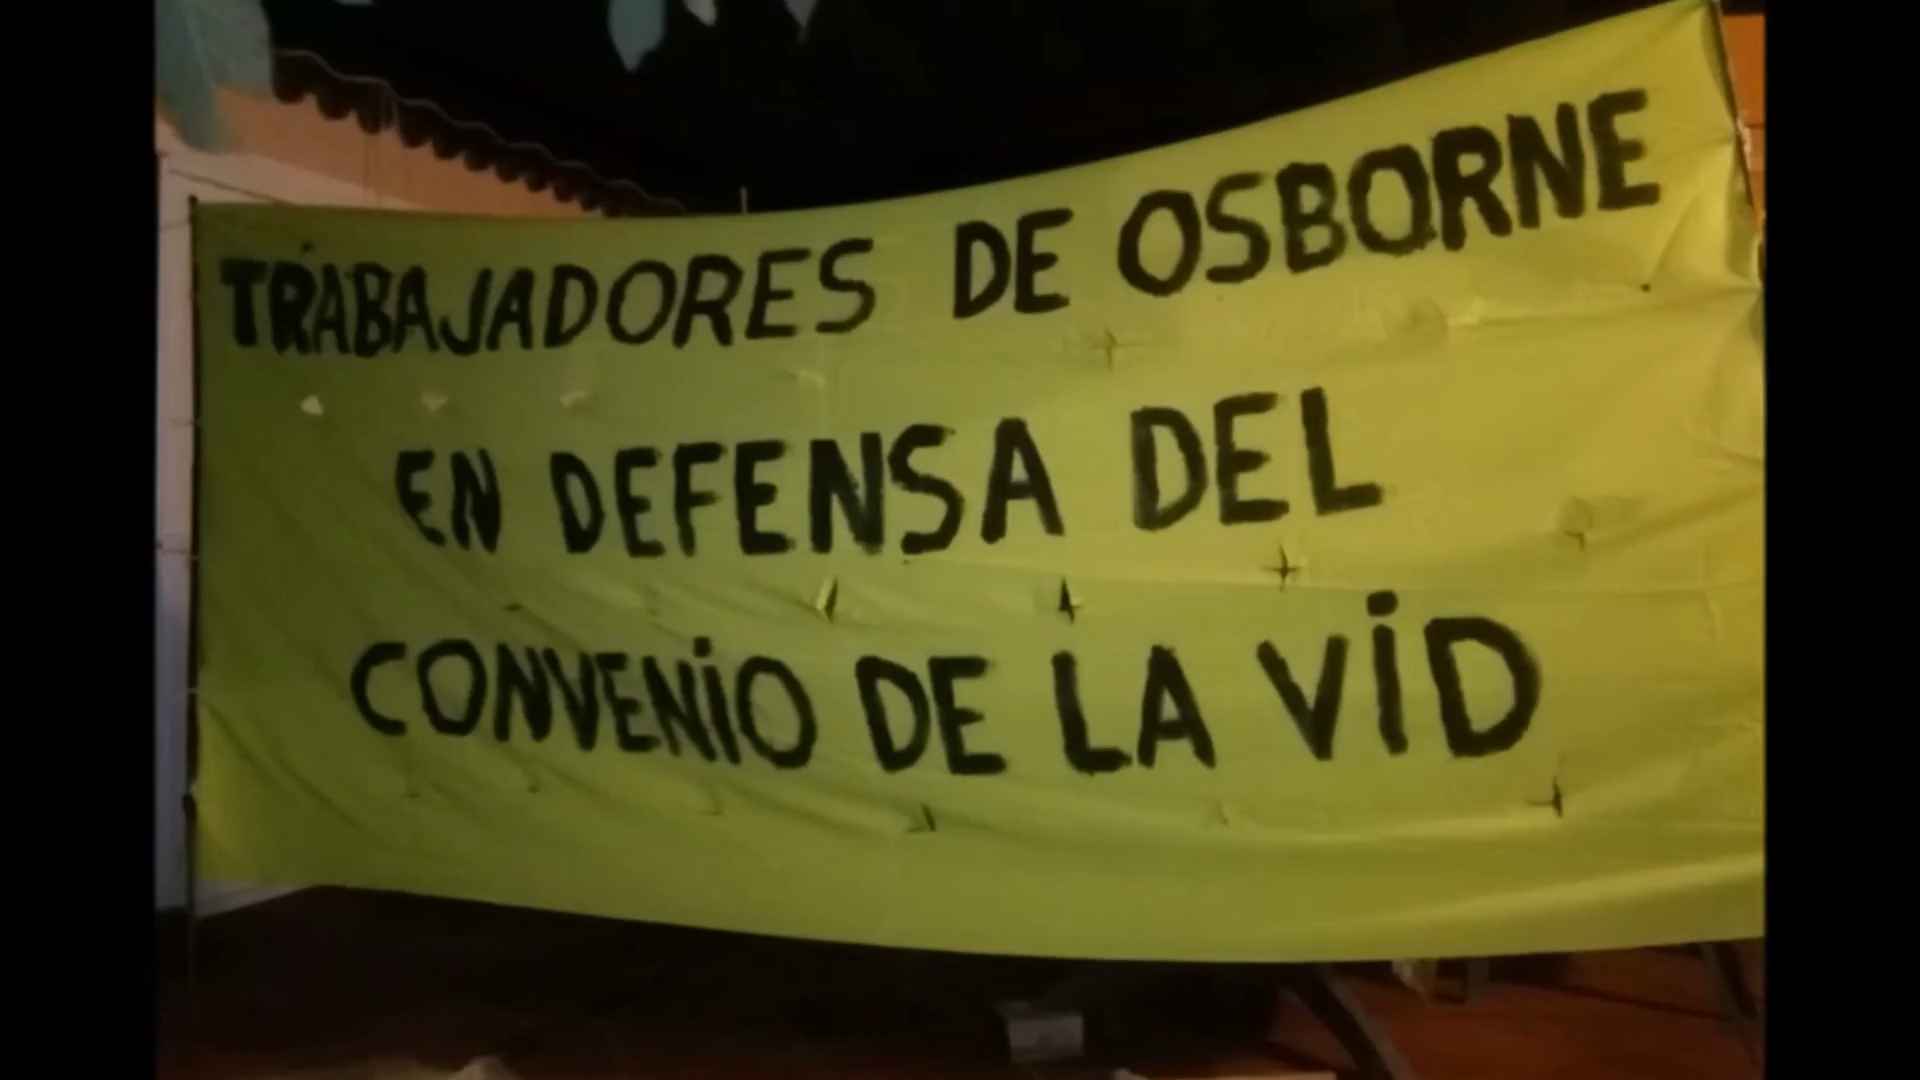 TRABAJADORES DE OSBORNE
EN DEFENSA DEL
CONVENiO DE LA ViD